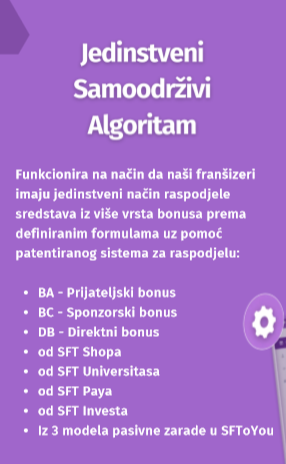 Jedinstveni
Samoodrživi
Algoritam
Funkcionira na način da naši franšizeri
imaju jedinstveni način raspodjele
sredstava iz više vrsta bonusa prema
definiranim formulama uz pomoć
patentiranog sistema za raspodjelu:
• BA - Prijateljski bonus
• BC - Sponzorski bonus
• DB - Direktni bonus
• od SFT Shopa
• od SFT Universitasa
• od SFT Paya
• od SFT Investa
• Iz 3 modela pasivne zarade u SFToYou